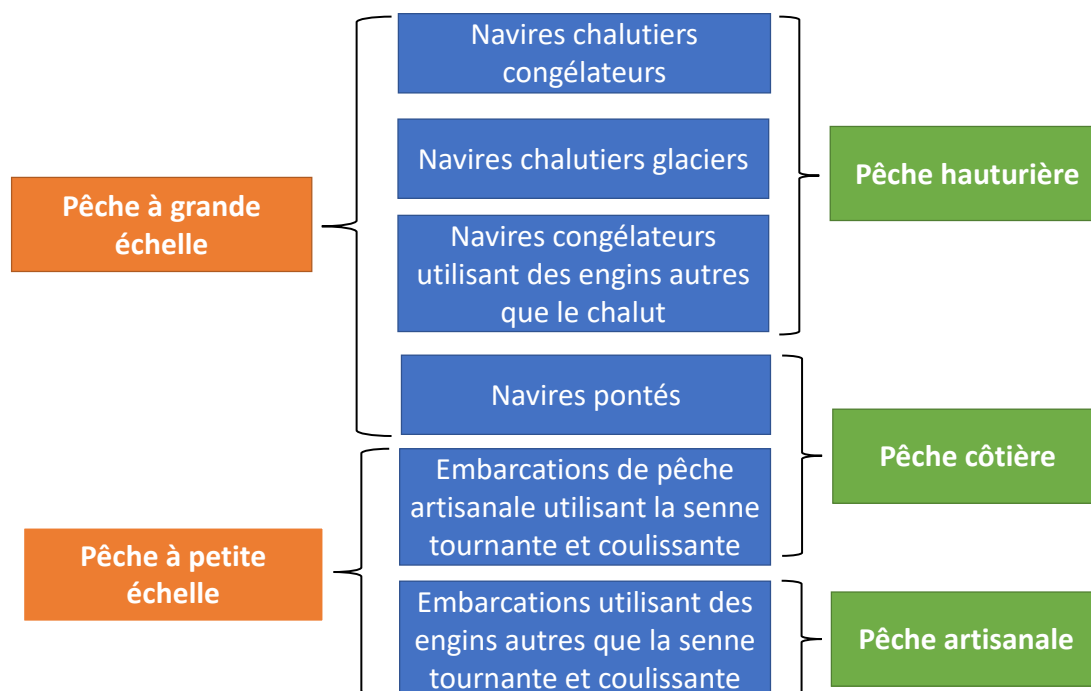 Pêche à grande
échelle
Pêche à petite
échelle
Navires chalutiers
congélateurs
Navires chalutiers glaciers
Navires congélateurs
utilisant des engins autres
que le chalut
Navires pontés
Embarcations de pêche
artisanale utilisant la senne
tournante et coulissante
Embarcations utilisant des
engins autres que la senne
tournante et coulissante
Pêche hauturière
Pêche côtière
Pêche artisanale